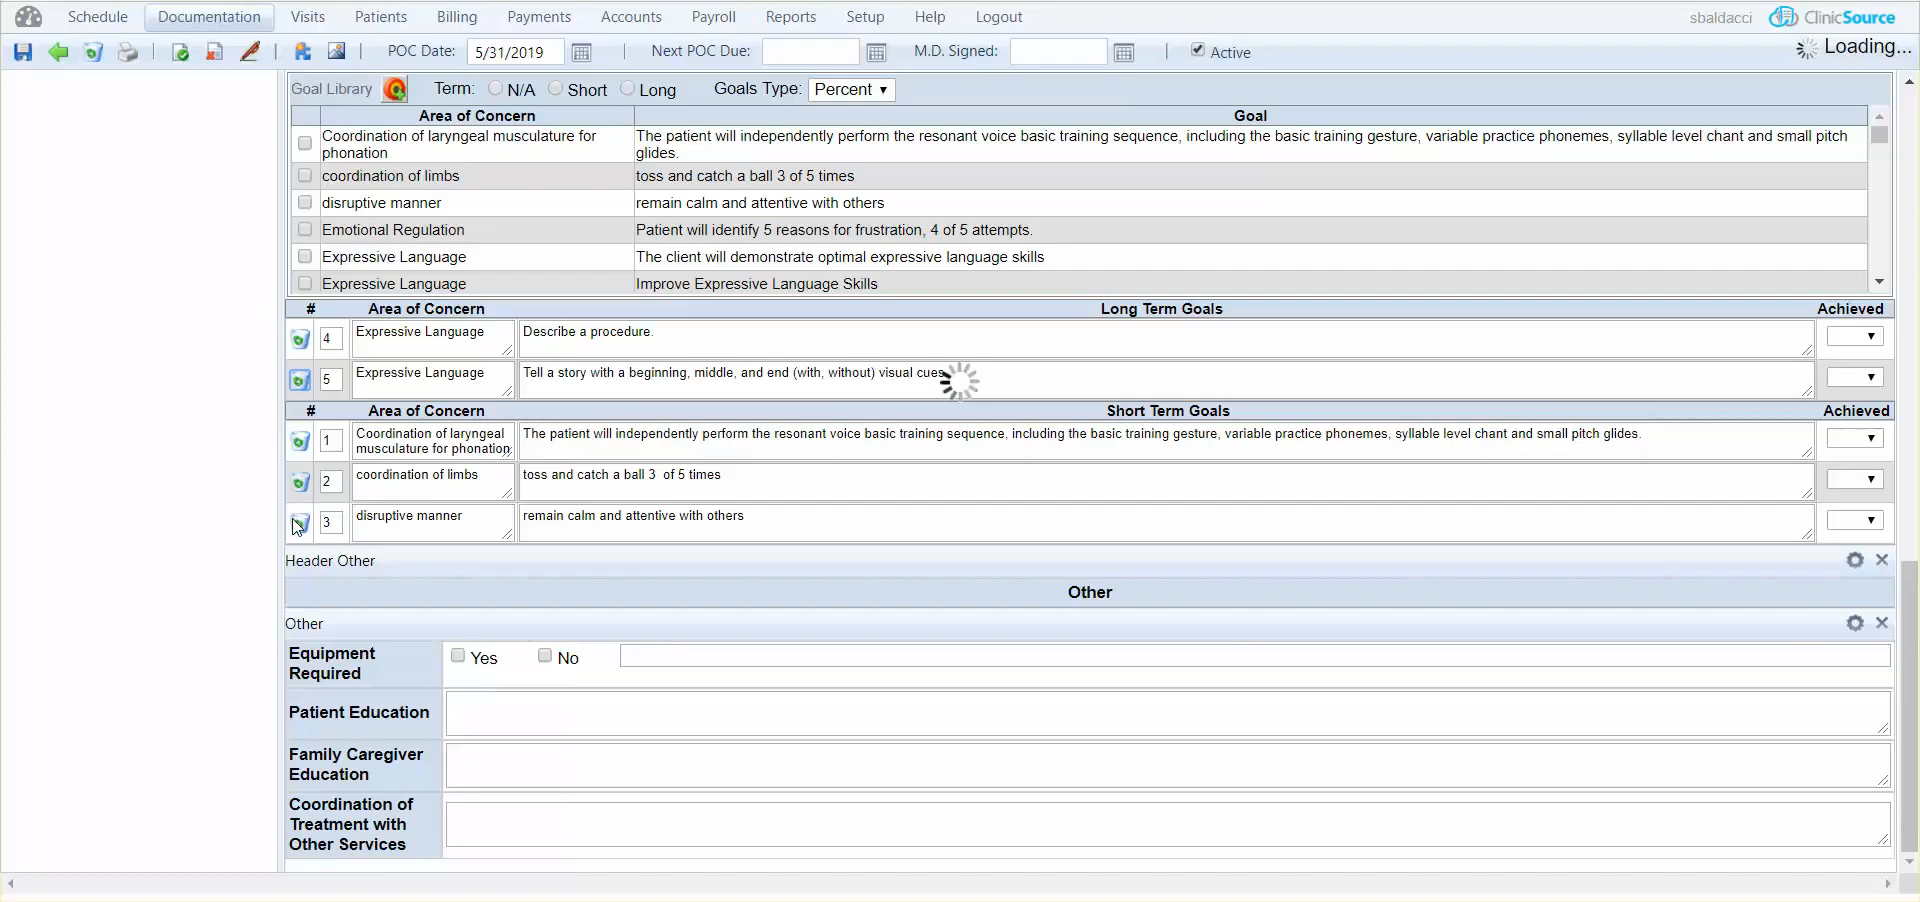 Schedule Documentation Visits Patients Billing Payments Accounts Payroll Reports Setup Help Logout sbaldacci ClinicSource
POC Date: 5/31/2019 Next POC Due: M.D. Signed: Active Loading...
Goal Library Term: N/A Short Long Goals Type: Percent
Area of Concern Goal
Coordination of laryngeal musculature for
phonation
The patient will independently perform the resonant voice basic training sequence, including the basic training gesture, variable practice phonemes, syllable level chant and small pitch
glides.
coordination of limbs toss and catch a ball 3 of 5 times
disruptive manner remain calm and attentive with others
Emotional Regulation Patient will identify 5 reasons for frustration, 4 of 5 attempts.
Expressive Language The client will demonstrate optimal expressive language skills
Expressive Language Improve Expressive Language Skills
# Area of Concern Long Term Goals Achieved
4 Expressive Language Describe a procedure.
5 Expressive Language Tell a story with a beginning, middle, and end (with, without) visual cues
# Area of Concern Short Term Goals Achieved
1 Coordination of laryngeal
musculature for phonation
The patient will independently perform the resonant voice basic training sequence, including the basic training gesture, variable practice phonemes, syllable level chant and small pitch glides.
2 coordination of limbs toss and catch a ball 3  of 5 times
3 disruptive manner remain calm and attentive with others
Header Other
Other
Other
Equipment
Required
Yes No
Patient Education
Family Caregiver
Education
Coordination of
Treatment with
Other Services